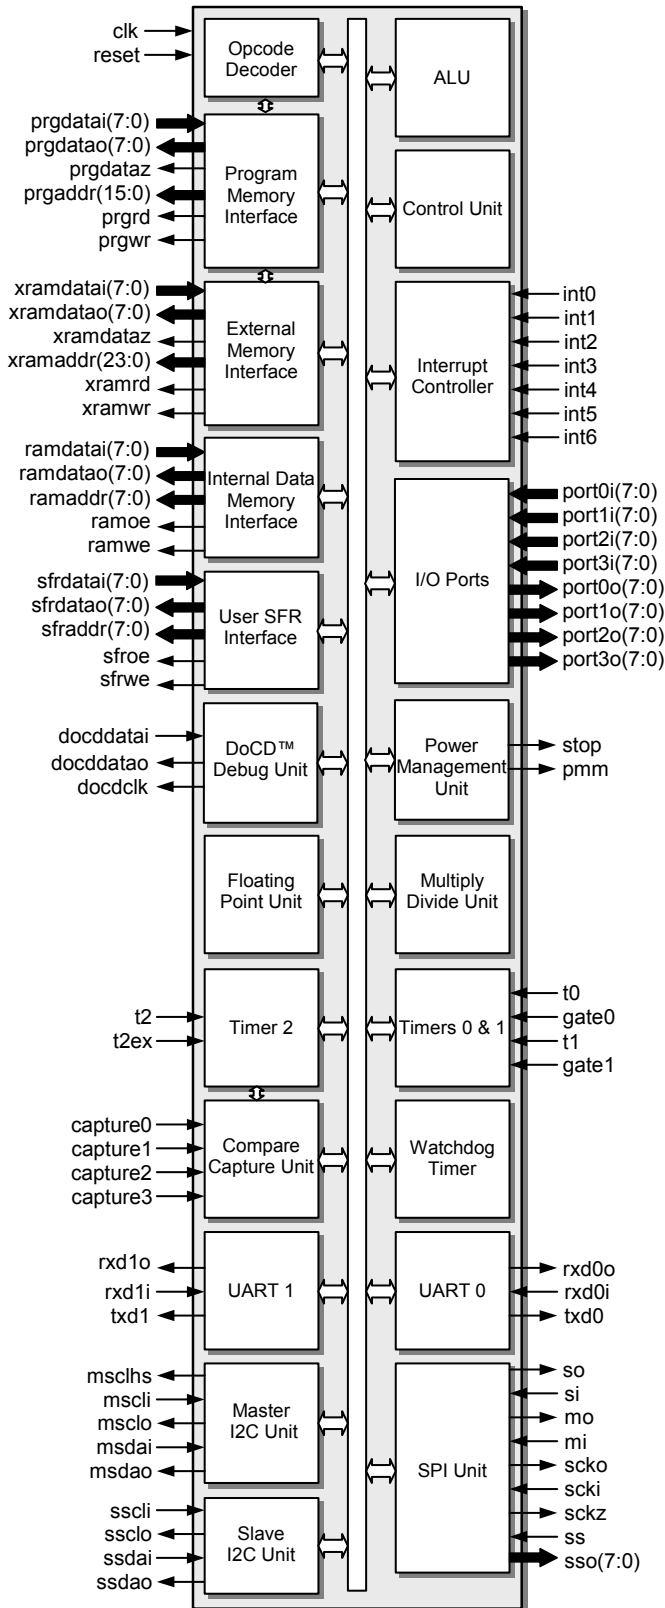 clk
reset
Opcode
Decoder
ALU
prgdatai(7:0)
prgdatao(7:0)
prgdataz
prgaddr(15:0)
prgrd
prgwr
Program
Memory
Interface
Control Unit
xramdatai(7:0)
xramdatao(7:0)
xramdataz
xramaddr(23:0)
xramrd
xramwr
External
Memory
Interface
Interrupt
Controller
int0
int1
int2
int3
int4
int5
int6
ramdatai(7:0)
ramdatao(7:0)
ramaddr(7:0)
ramoe
ramwe
Internal Data
Memory
Interface
I/O Ports
port0i(7:0)
port1i(7:0)
port2i(7:0)
port3i(7:0)
port0o(7:0)
port1o(7:0)
port2o(7:0)
port3o(7:0)
sfrdatai(7:0)
sfrdatao(7:0)
sfraddr(7:0)
sfroe
sfrwe
User SFR
Interface
docddatai
docddatao
docdclk
DoCD™
Debug Unit
Power
Management
Unit
stop
pmm
Floating
Point Unit
Multiply
Divide Unit
t2
t2ex
Timer 2
Timers 0 & 1
t0
gate0
t1
gate1
capture0
capture1
capture2
capture3
Compare
Capture Unit
Watchdog
Timer
rxd1o
rxd1i
txd1
UART 1
UART 0
rxd0o
rxd0i
txd0
msclhs
mscli
msclo
msdai
msdao
Master
I2C Unit
SPI Unit
so
si
mo
mi
scko
scki
sckz
ss
sso(7:0)
sscli
ssclo
ssdai
ssdao
Slave
I2C Unit